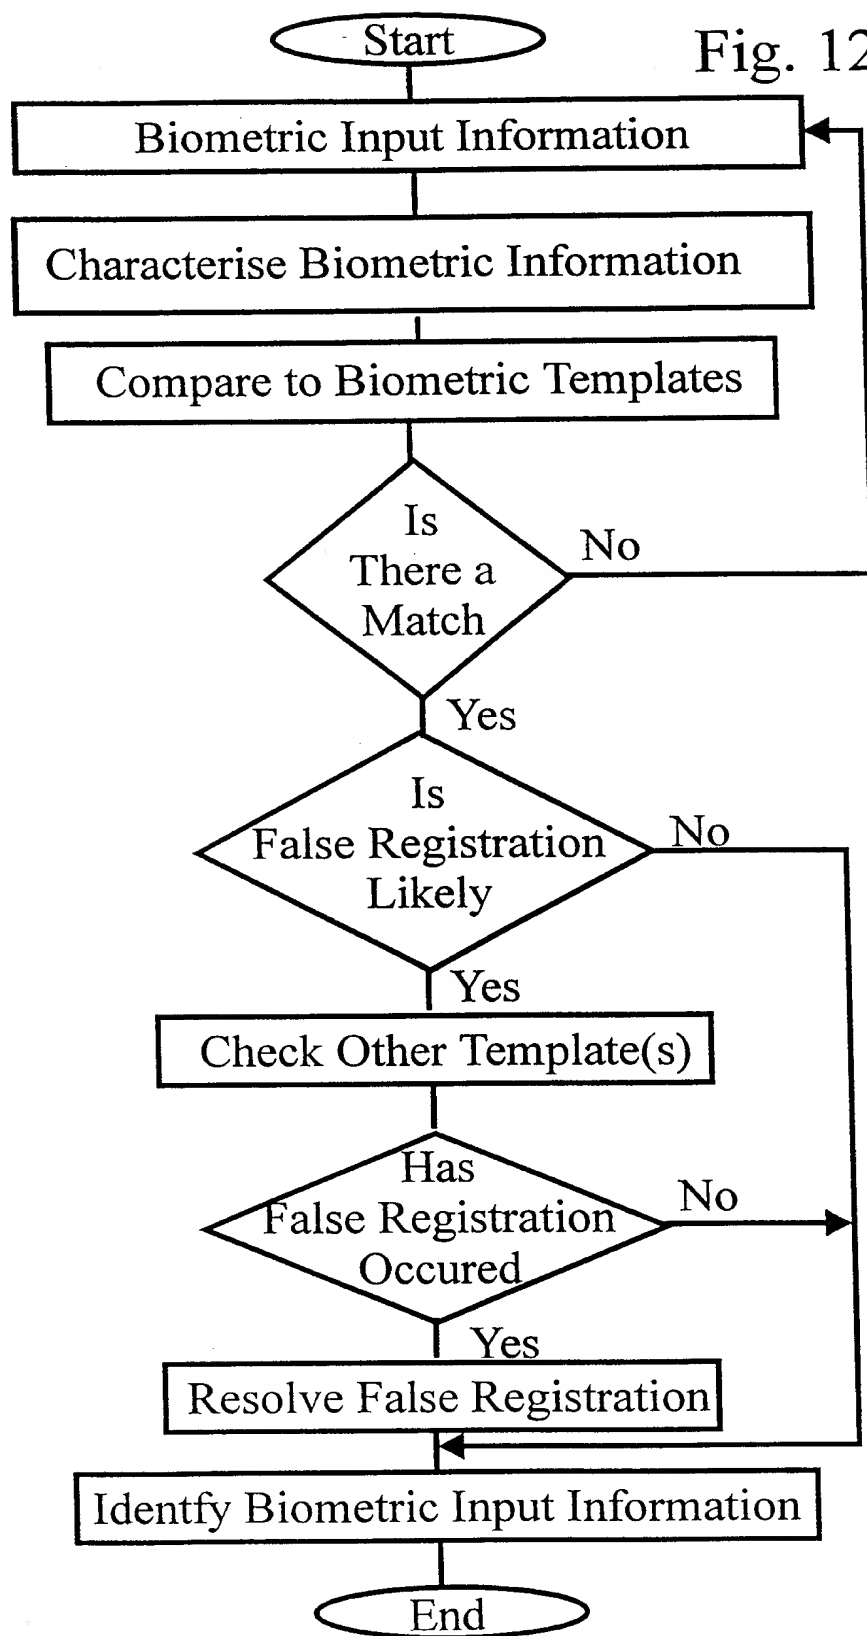 Start
Fig. 12
Biometric Input Information
Characterise Biometric Information
Compare to Biometric Templates
Is
There a
Match
No
Yes
Is
False Registration
Likely
No
Yes
Check Other Template(s)
Has
False Registration
Occured
No
Yes
Resolve False Registration
Identfy Biometric Input Information
End